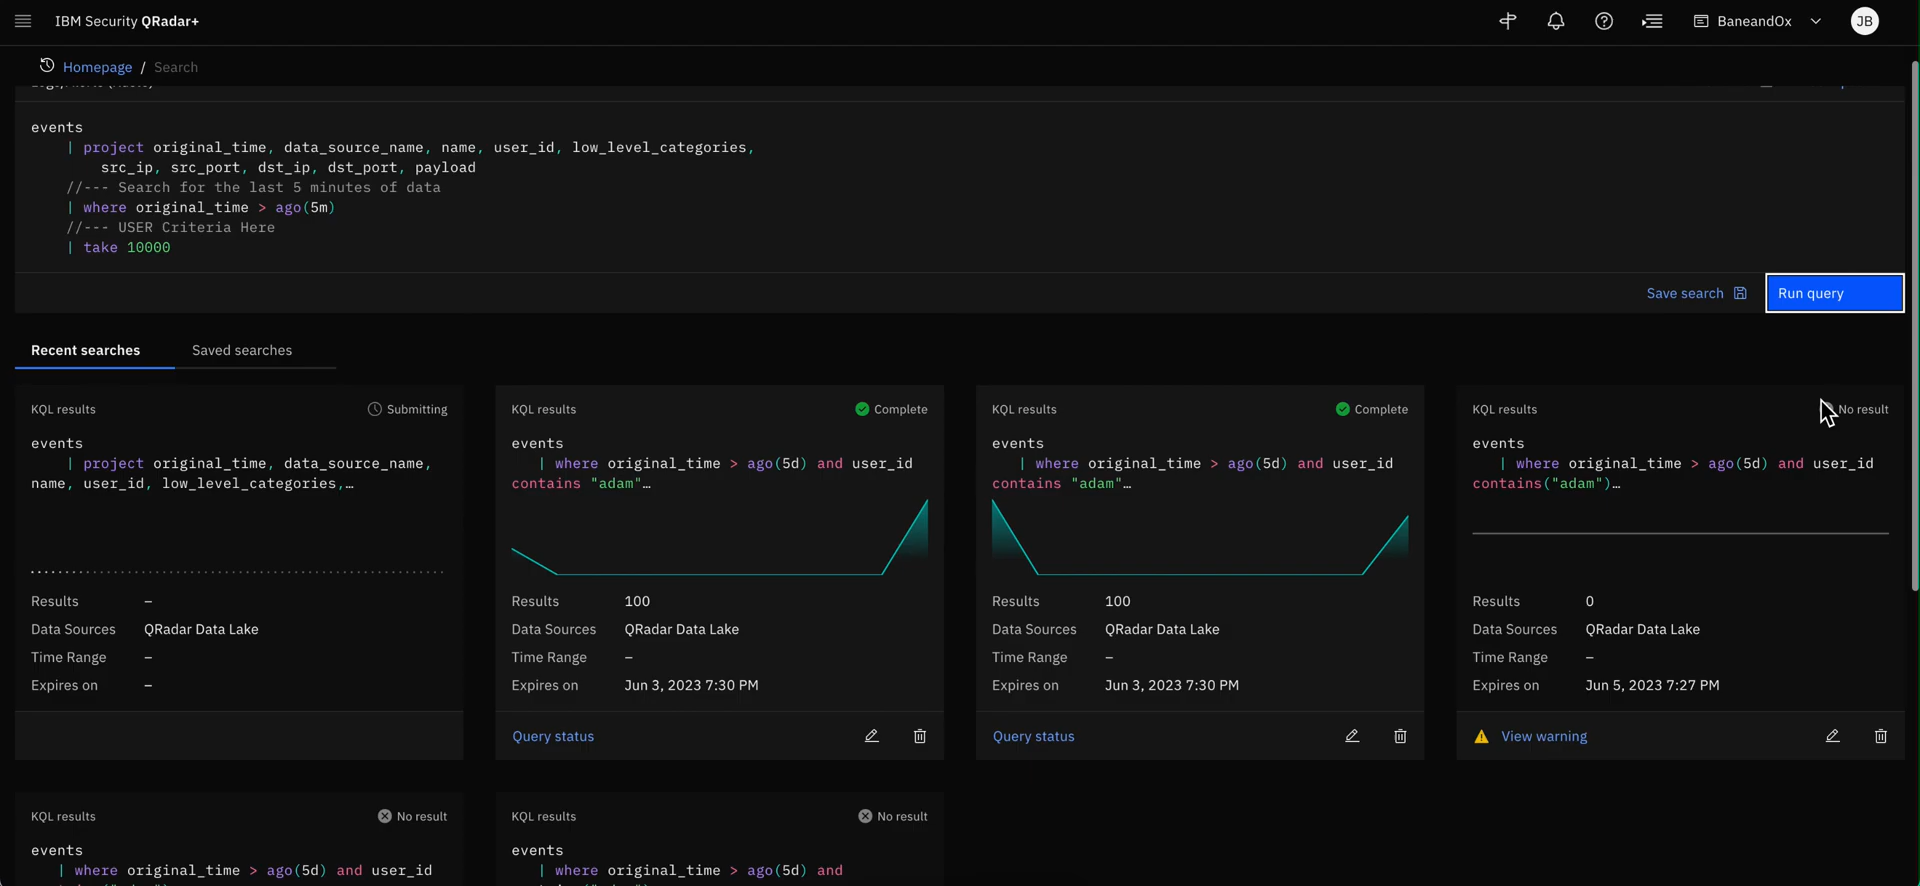 IBM Security QRadar+
BaneandOx
JB
Homepage / Search
events
| project original_time, data_source_name, name, user_id, low_level_categories,
src_ip, src_port, dst_ip, dst_port, payload
//--- Search for the last 5 minutes of data
| where original_time > ago(5m)
//--- USER Criteria Here
| take 10000
Save search
Run query
Recent searches
Saved searches
KQL results
Submitting
events
| project original_time, data_source_name,
name, user_id, low_level_categories,…
Results –
Data Sources QRadar Data Lake
Time Range –
Expires on –
KQL results
Complete
events
| where original_time > ago(5d) and user_id
contains "adam"…
Results 100
Data Sources QRadar Data Lake
Time Range –
Expires on Jun 3, 2023 7:30 PM
Query status
KQL results
Complete
events
| where original_time > ago(5d) and user_id
contains "adam"…
Results 100
Data Sources QRadar Data Lake
Time Range –
Expires on Jun 3, 2023 7:30 PM
Query status
KQL results
No result
events
| where original_time > ago(5d) and user_id
contains("adam")…
Results 0
Data Sources QRadar Data Lake
Time Range –
Expires on Jun 5, 2023 7:27 PM
View warning
KQL results
No result
events
| where original_time > ago(5d) and user_id
KQL results
No result
events
| where original_time > ago(5d) and